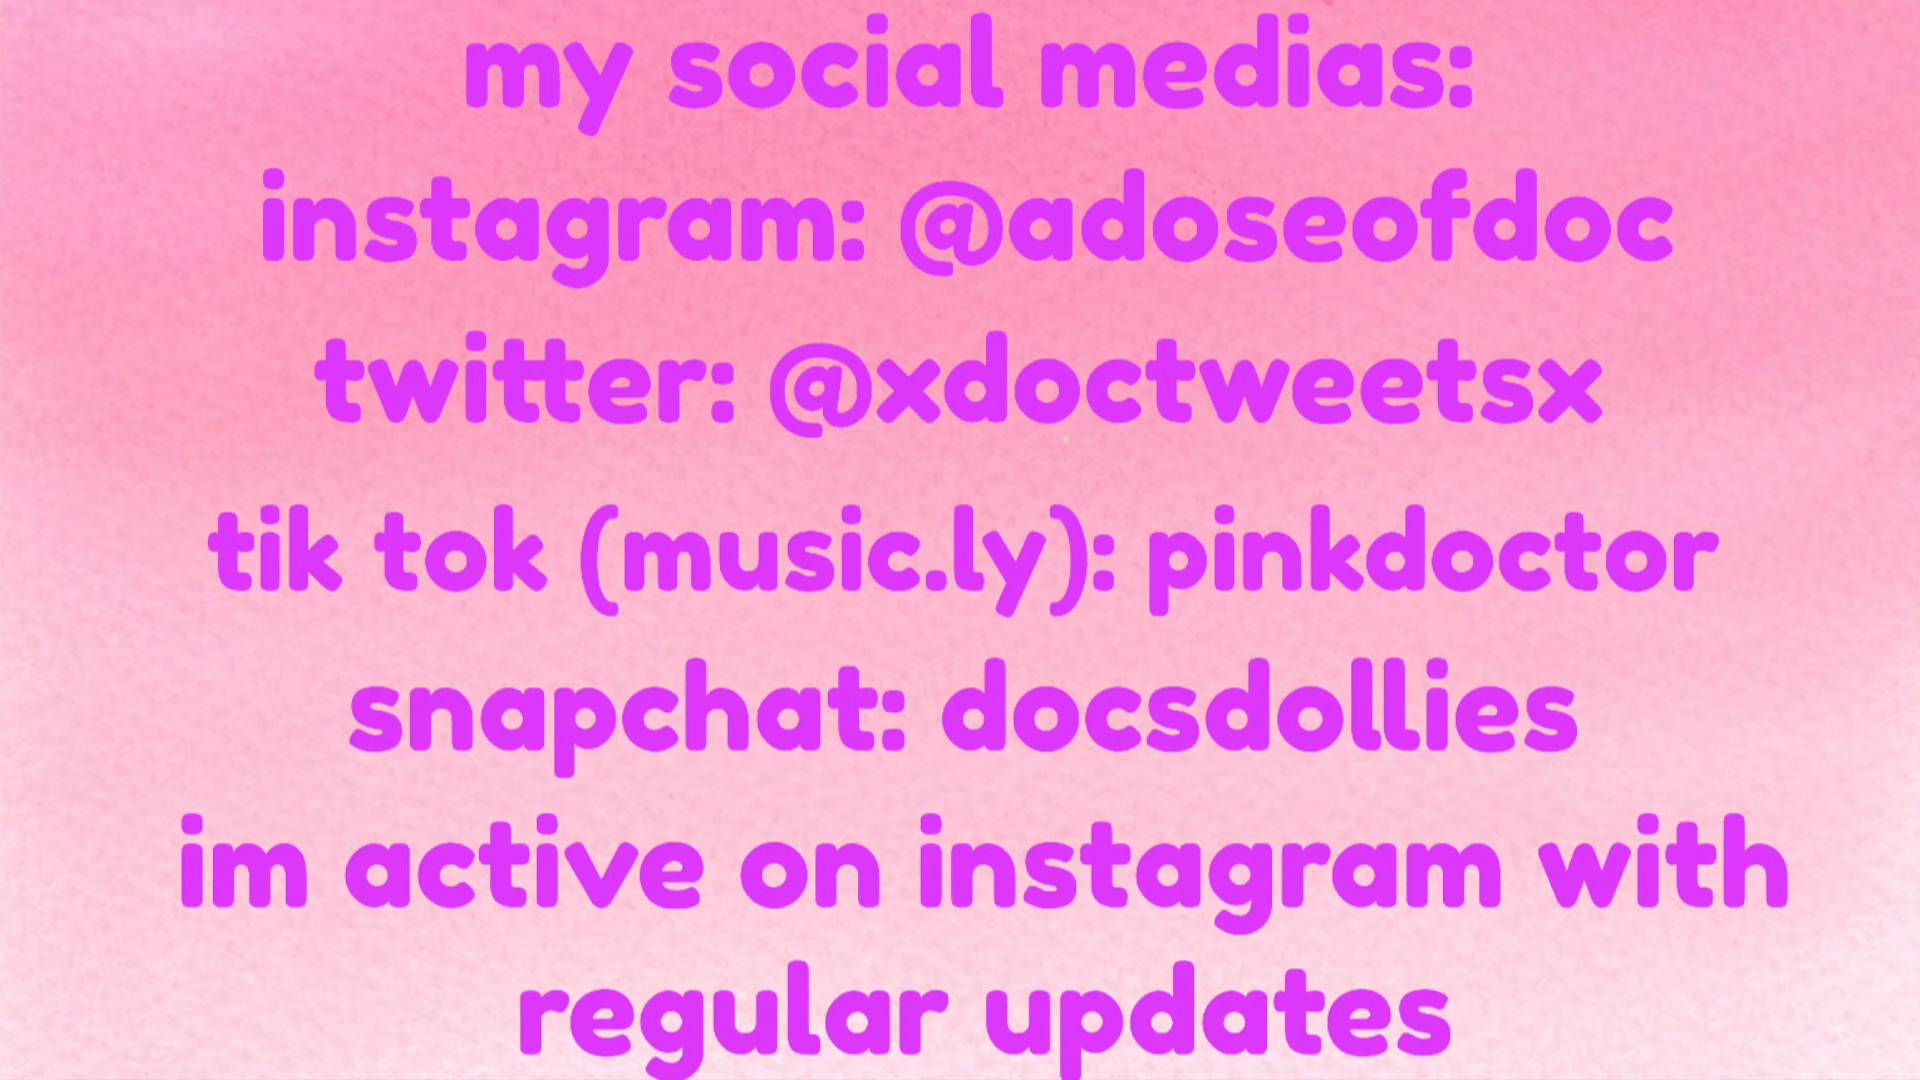 my social medias:
instagram: @adoseofdoc
twitter: @xdoctweetsx
tik tok (music.ly): pinkdoctor
snapchat: docsdollies
im active on instagram with
regular updates